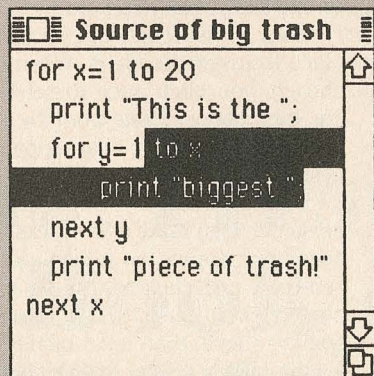 Source of big trash
for x=1 to 20
print "This is the ";
for y=1 to x
print "biggest ";
next y
print "piece of trash!"
next x